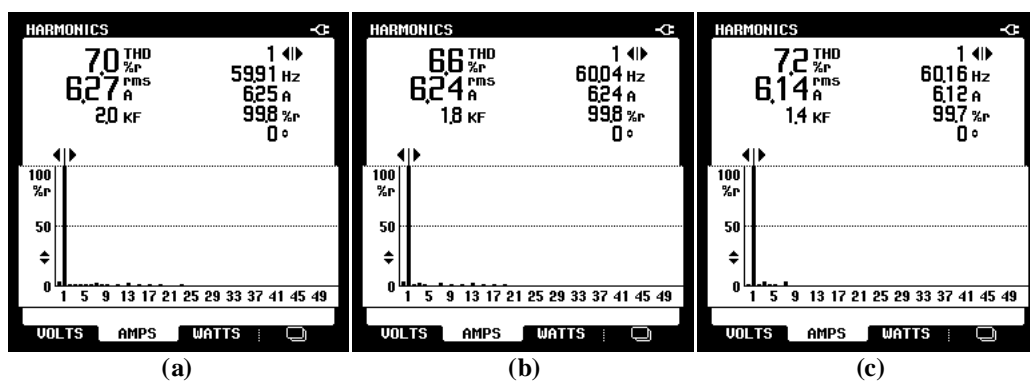 HARMONICS
7.0 THD %r
6.27 rms A
2.0 KF
1
59.91 Hz
6.25 A
99.8 %r
0 °
100
%r
50
0
1 5 9 13 17 21 25 29 33 37 41 45 49
VOLTS AMPS WATTS
(a)
HARMONICS
6.6 THD %r
6.24 rms A
1.8 KF
1
60.04 Hz
6.24 A
99.8 %r
0 °
100
%r
50
0
1 5 9 13 17 21 25 29 33 37 41 45 49
VOLTS AMPS WATTS
(b)
HARMONICS
7.2 THD %r
6.14 rms A
1.4 KF
1
60.16 Hz
6.12 A
99.7 %r
0 °
100
%r
50
0
1 5 9 13 17 21 25 29 33 37 41 45 49
VOLTS AMPS WATTS
(c)